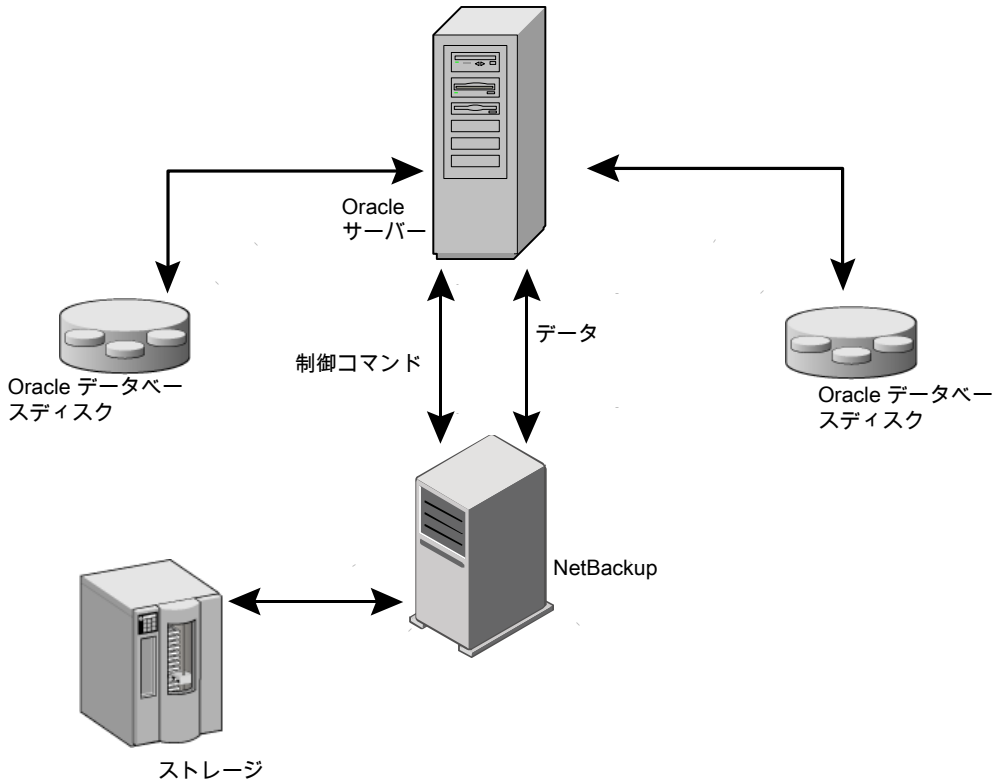 Oracle
サーバー
データ
制御コマンド
Oracle データベー
スディスク
Oracle データベー
スディスク
NetBackup
ストレージ